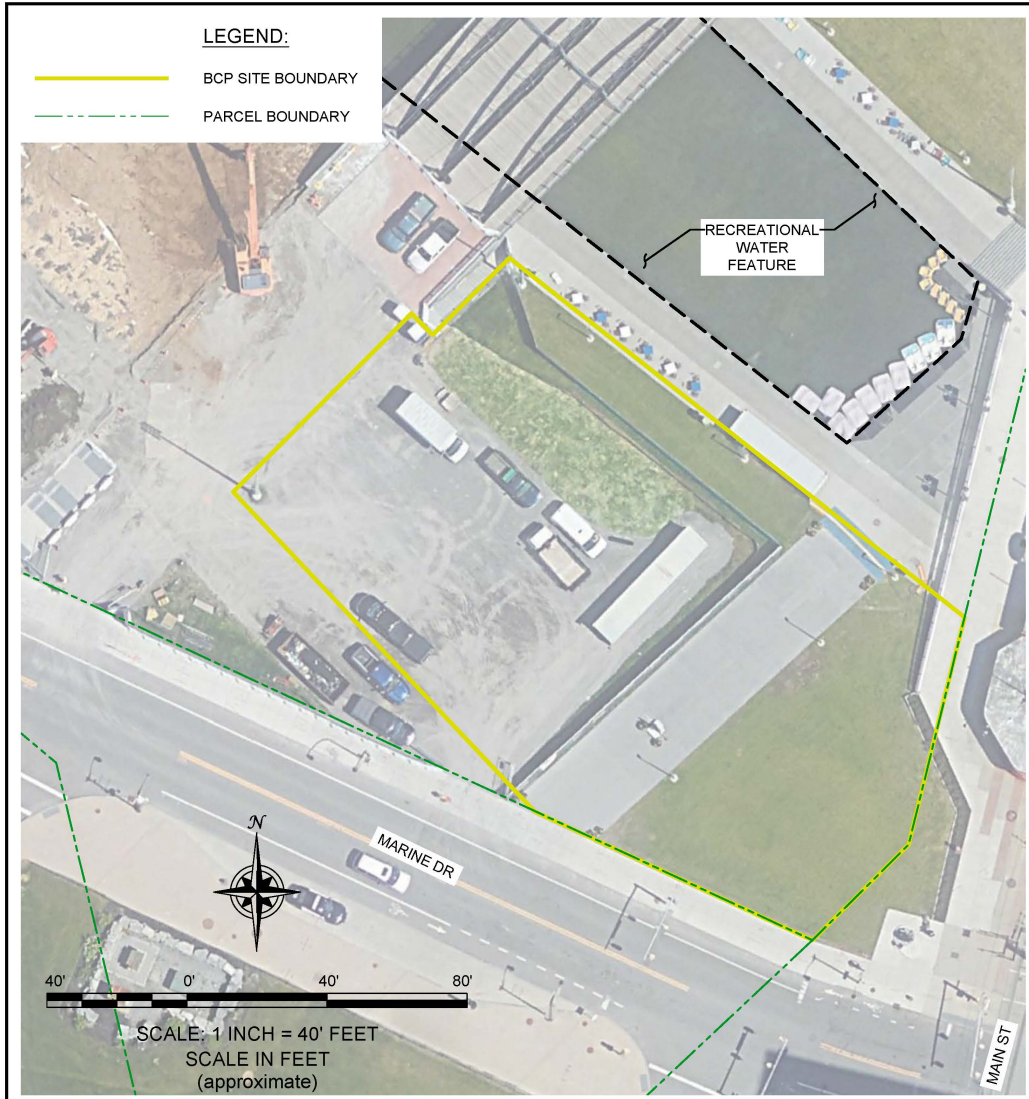 LEGEND:
BCP SITE BOUNDARY
PARCEL BOUNDARY
RECREATIONAL
WATER
FEATURE
MARINE DR
N
40' 0' 40' 80'
SCALE: 1 INCH = 40' FEET
SCALE IN FEET
(approximate)
MAIN ST